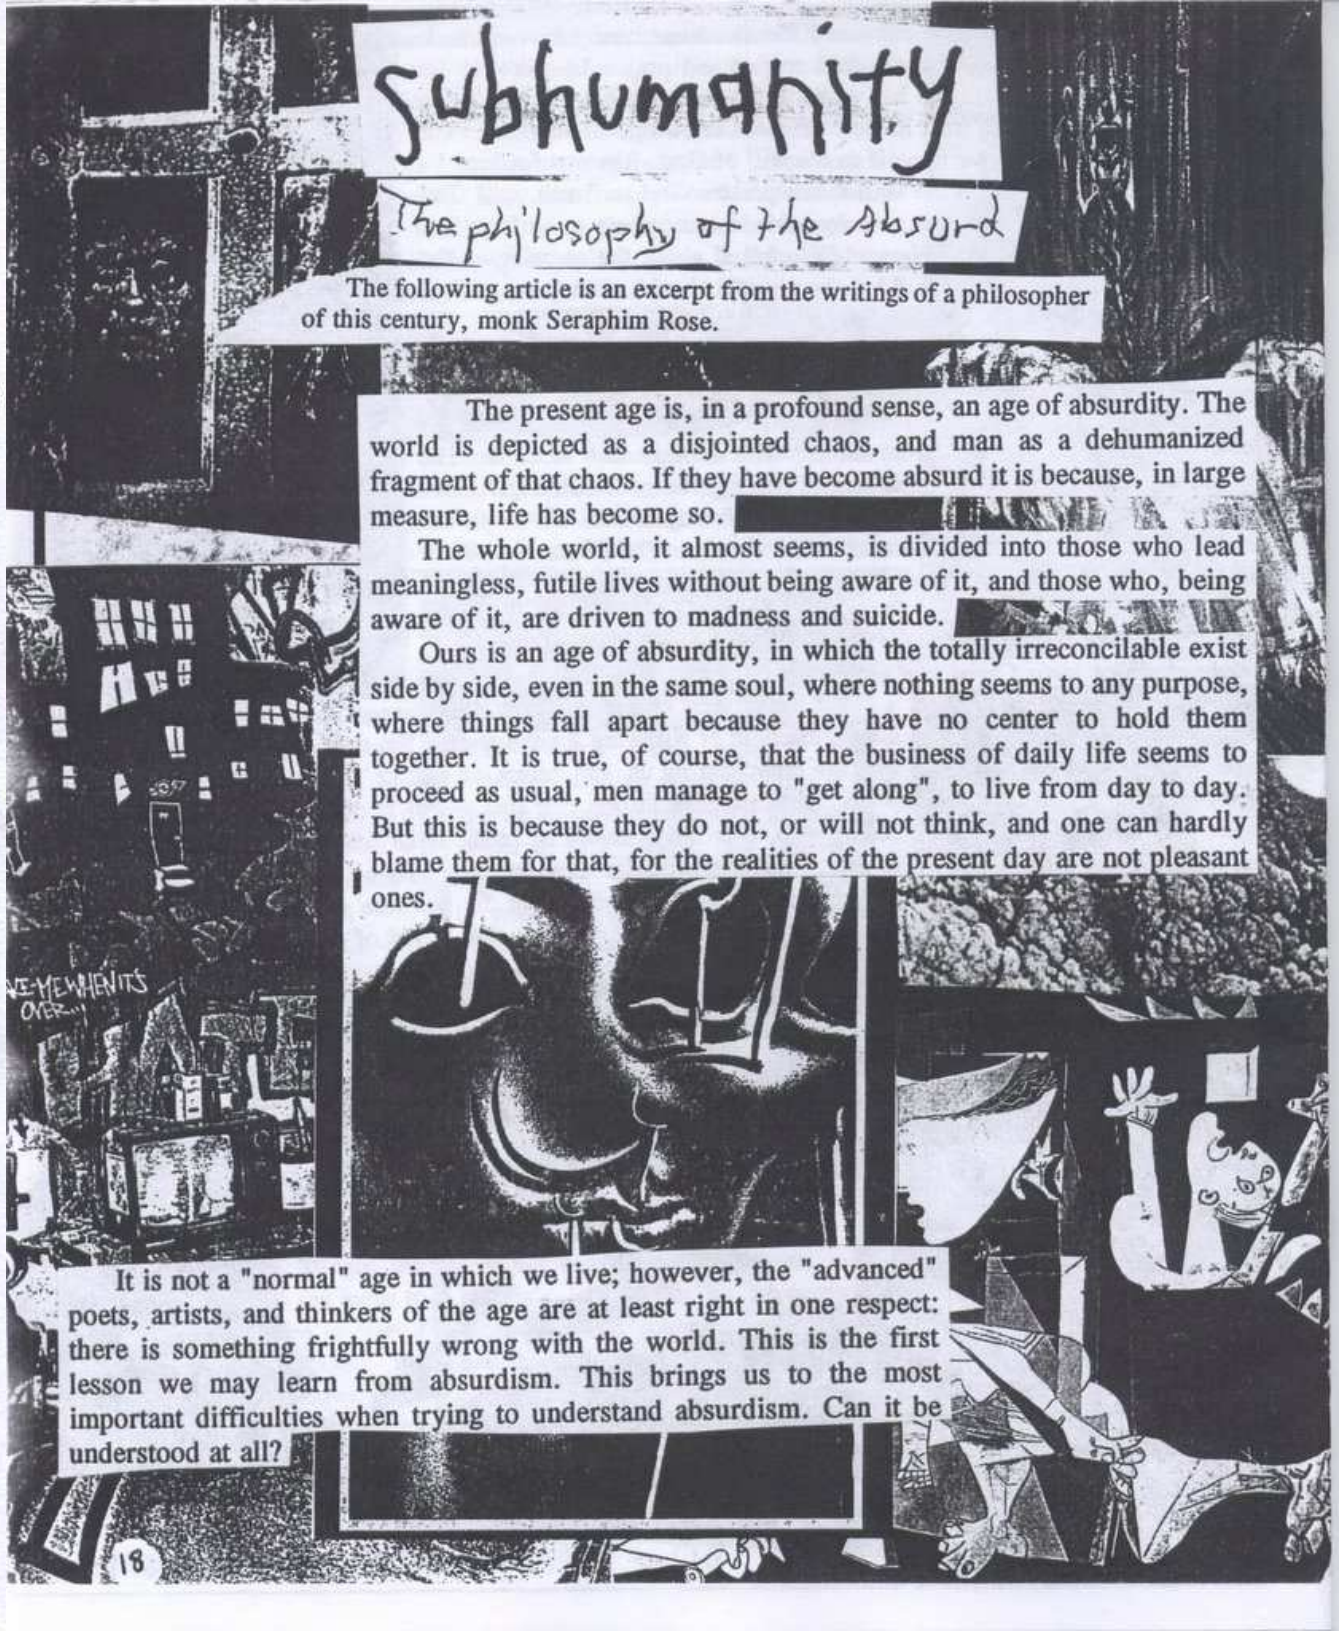 subhumanity
The philosophy of the Absurd
The following article is an excerpt from the writings of a philosopher
of this century, monk Seraphim Rose.
The present age is, in a profound sense, an age of absurdity. The
world is depicted as a disjointed chaos, and man as a dehumanized
fragment of that chaos. If they have become absurd it is because, in large
measure, life has become so.
The whole world, it almost seems, is divided into those who lead
meaningless, futile lives without being aware of it, and those who, being
aware of it, are driven to madness and suicide.
Ours is an age of absurdity, in which the totally irreconcilable exist
side by side, even in the same soul, where nothing seems to any purpose,
where things fall apart because they have no center to hold them
together. It is true, of course, that the business of daily life seems to
proceed as usual, men manage to "get along", to live from day to day.
But this is because they do not, or will not think, and one can hardly
blame them for that, for the realities of the present day are not pleasant
ones.
ME WHEN ITS
OVER...
It is not a "normal" age in which we live; however, the "advanced"
poets, artists, and thinkers of the age are at least right in one respect:
there is something frightfully wrong with the world. This is the first
lesson we may learn from absurdism. This brings us to the most
important difficulties when trying to understand absurdism. Can it be
understood at all?
18